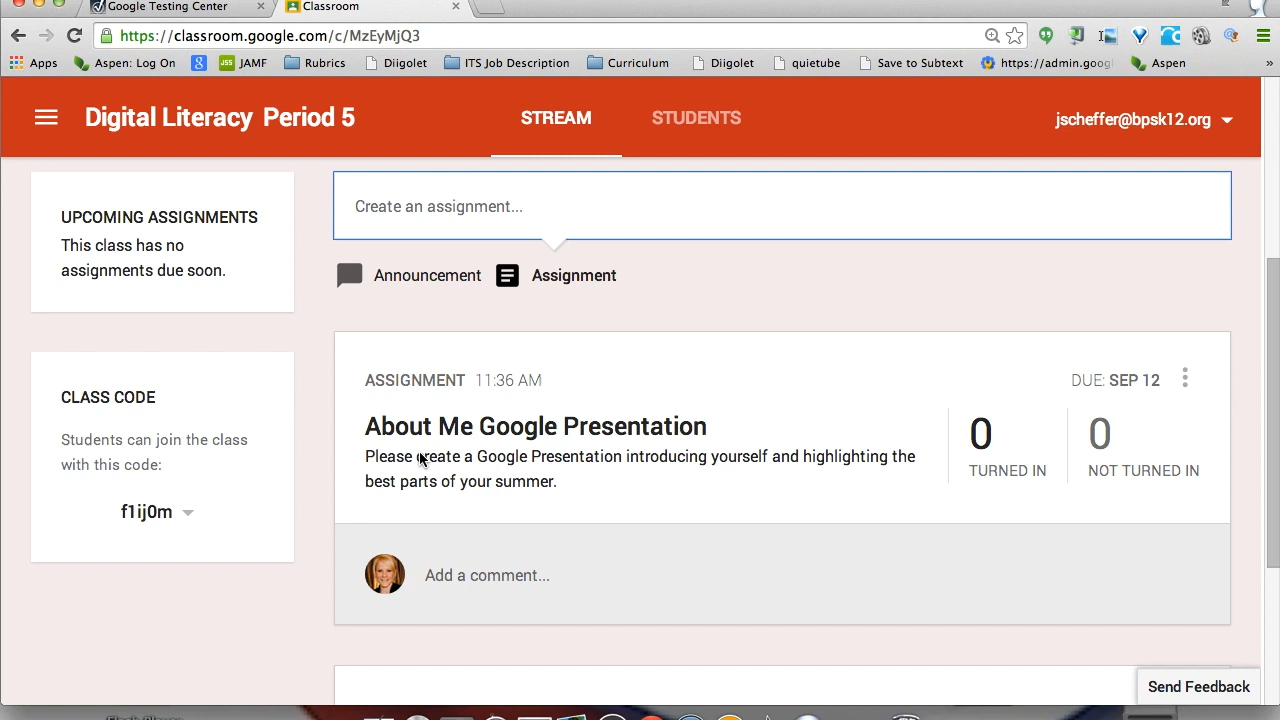 Google Testing Center
Classroom
https://classroom.google.com/c/MzEyMjQ3
Apps
Aspen: Log On
JAMF
Rubrics
Diigolet
ITS Job Description
Curriculum
Diigolet
quietube
Save to Subtext
https://admin.goog
Aspen
»
Digital Literacy Period 5
STREAM
STUDENTS
jscheffer@bpsk12.org
UPCOMING ASSIGNMENTS
This class has no
assignments due soon.
CLASS CODE
Students can join the class
with this code:
f1ij0m
Create an assignment...
Announcement
Assignment
ASSIGNMENT 11:36 AM
DUE: SEP 12
About Me Google Presentation
Please create a Google Presentation introducing yourself and highlighting the
best parts of your summer.
0
TURNED IN
0
NOT TURNED IN
Add a comment...
Send Feedback